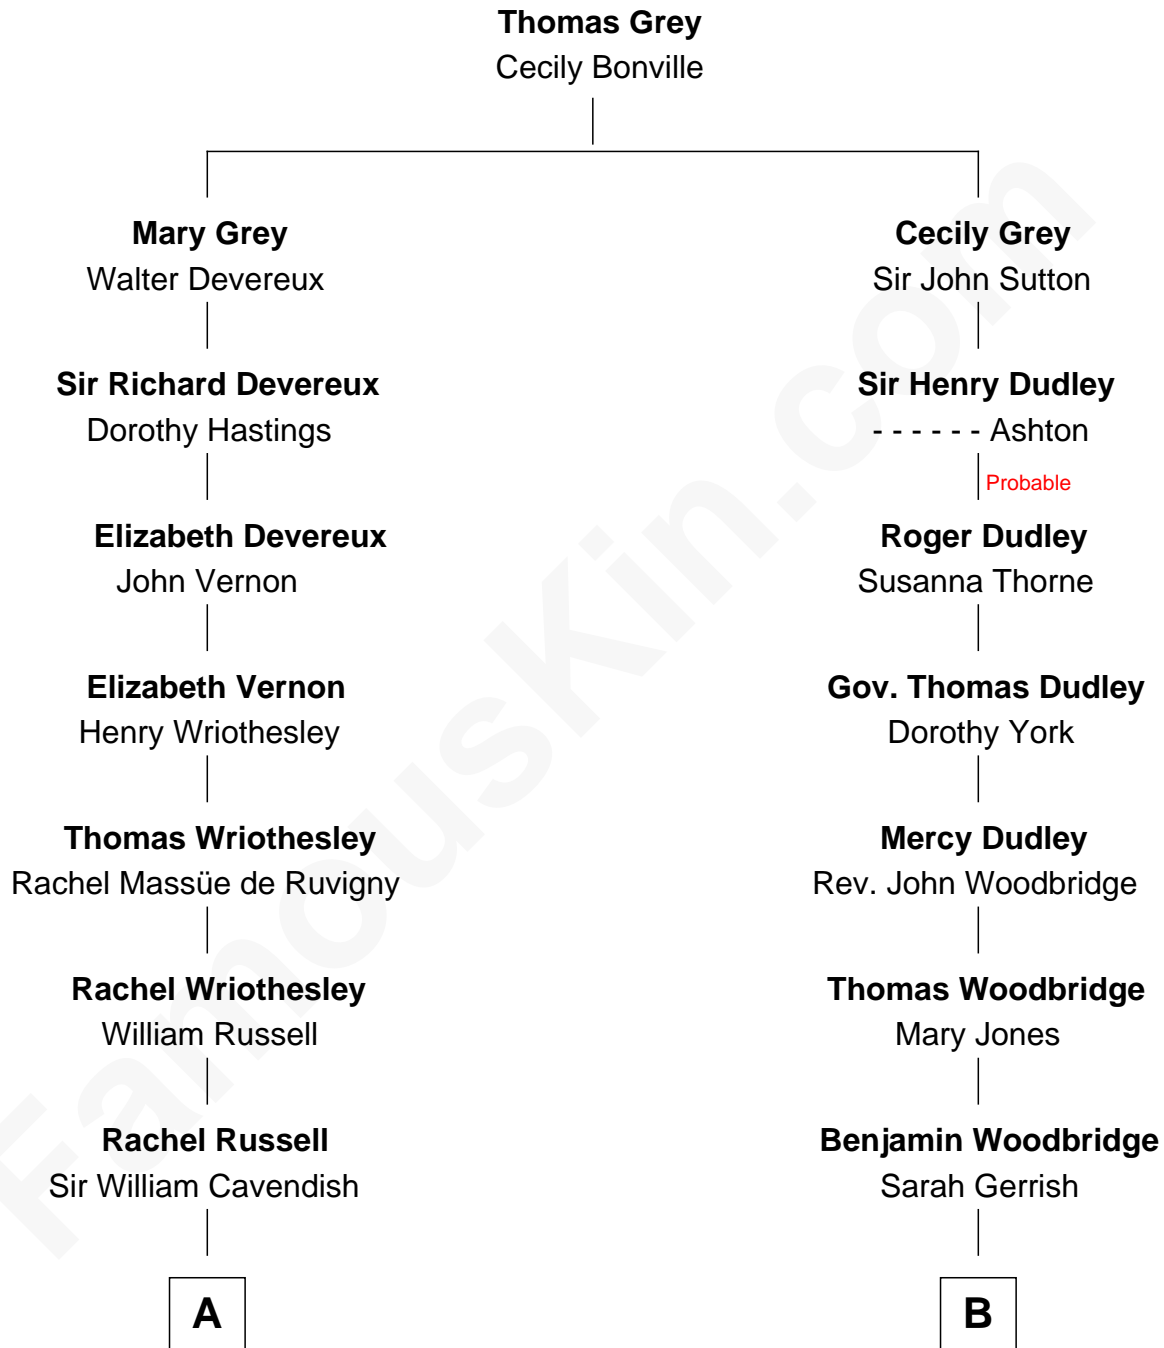 Thomas Grey
Cecily Bonville
Mary Grey
Walter Devereux
Cecily Grey
Sir John Sutton
Sir Richard Devereux
Dorothy Hastings
Sir Henry Dudley
- - - - - - Ashton
Probable
Elizabeth Devereux
John Vernon
Roger Dudley
Susanna Thorne
Elizabeth Vernon
Henry Wriothesley
Gov. Thomas Dudley
Dorothy York
Thomas Wriothesley
Rachel Massüe de Ruvigny
Mercy Dudley
Rev. John Woodbridge
Rachel Wriothesley
William Russell
Thomas Woodbridge
Mary Jones
Rachel Russell
Sir William Cavendish
Benjamin Woodbridge
Sarah Gerrish
A
B
FamousKin.com